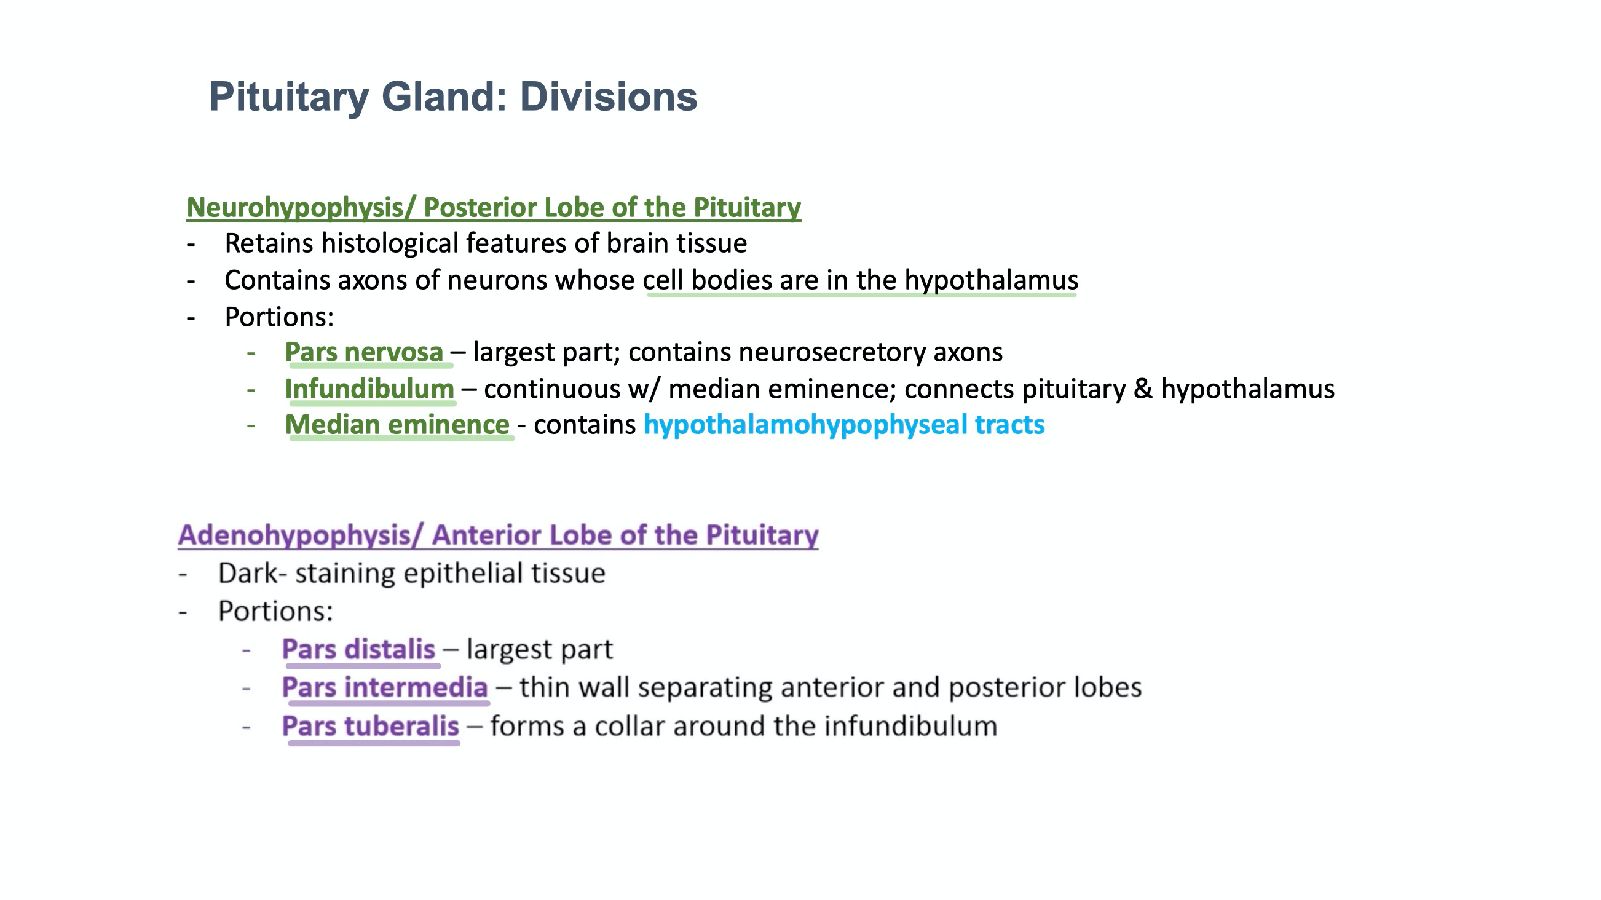 Pituitary Gland: Divisions
Neurohypophysis/ Posterior Lobe of the Pituitary
- Retains histological features of brain tissue
- Contains axons of neurons whose cell bodies are in the hypothalamus
- Portions:
- Pars nervosa – largest part; contains neurosecretory axons
- Infundibulum – continuous w/ median eminence; connects pituitary & hypothalamus
- Median eminence - contains hypothalamohypophyseal tracts
Adenohypophysis/ Anterior Lobe of the Pituitary
- Dark- staining epithelial tissue
- Portions:
- Pars distalis – largest part
- Pars intermedia – thin wall separating anterior and posterior lobes
- Pars tuberalis – forms a collar around the infundibulum